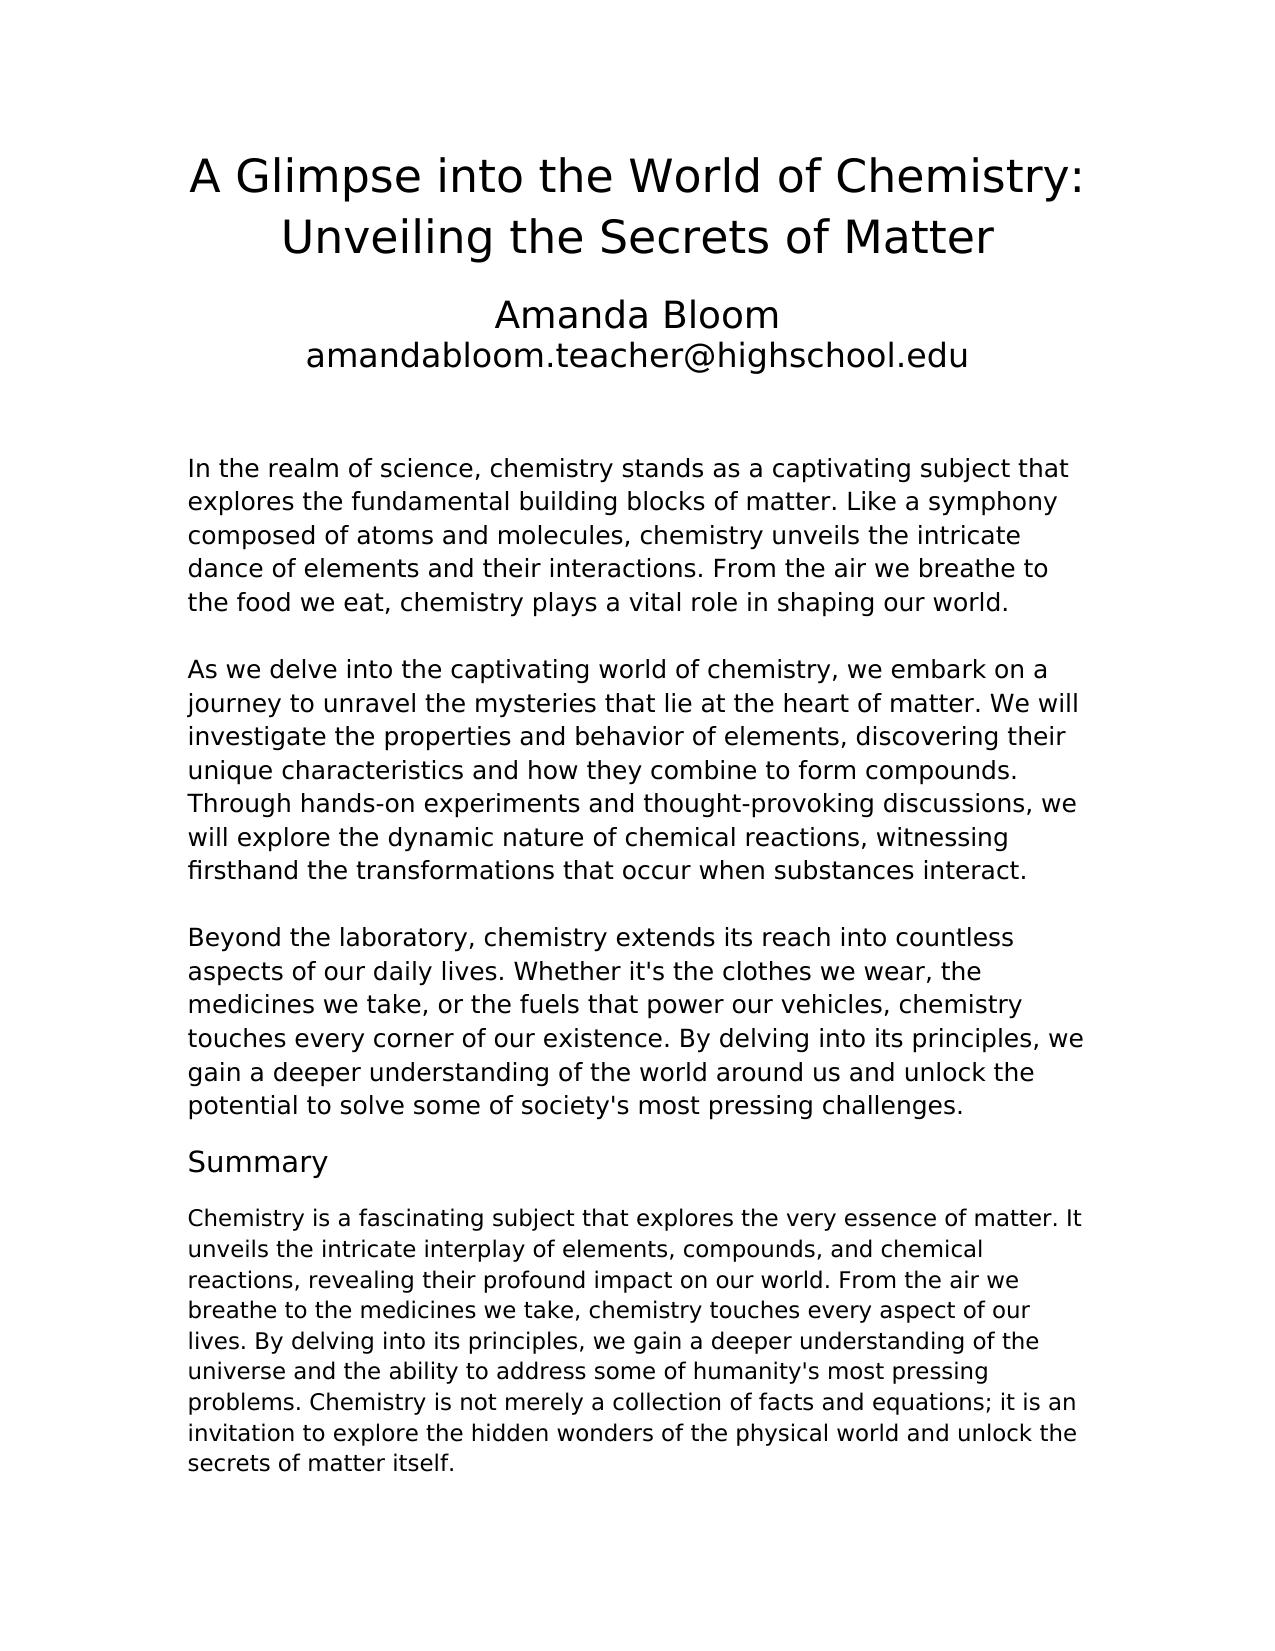 A Glimpse into the World of Chemistry:
Unveiling the Secrets of Matter
Amanda Bloom
amandabloom.teacher@highschool.edu
In the realm of science, chemistry stands as a captivating subject that
explores the fundamental building blocks of matter. Like a symphony
composed of atoms and molecules, chemistry unveils the intricate
dance of elements and their interactions. From the air we breathe to
the food we eat, chemistry plays a vital role in shaping our world.
As we delve into the captivating world of chemistry, we embark on a
journey to unravel the mysteries that lie at the heart of matter. We will
investigate the properties and behavior of elements, discovering their
unique characteristics and how they combine to form compounds.
Through hands-on experiments and thought-provoking discussions, we
will explore the dynamic nature of chemical reactions, witnessing
firsthand the transformations that occur when substances interact.
Beyond the laboratory, chemistry extends its reach into countless
aspects of our daily lives. Whether it's the clothes we wear, the
medicines we take, or the fuels that power our vehicles, chemistry
touches every corner of our existence. By delving into its principles, we
gain a deeper understanding of the world around us and unlock the
potential to solve some of society's most pressing challenges.
Summary
Chemistry is a fascinating subject that explores the very essence of matter. It
unveils the intricate interplay of elements, compounds, and chemical
reactions, revealing their profound impact on our world. From the air we
breathe to the medicines we take, chemistry touches every aspect of our
lives. By delving into its principles, we gain a deeper understanding of the
universe and the ability to address some of humanity's most pressing
problems. Chemistry is not merely a collection of facts and equations; it is an
invitation to explore the hidden wonders of the physical world and unlock the
secrets of matter itself.